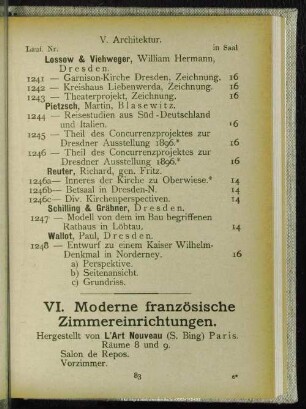 V. Architektur.
Lauf. Nr. in Saal
Lossow & Viehweger, William Hermann,
Dresden.
1241 — Garnison-Kirche Dresden, Zeichnung. 16
1242 — Kreishaus Liebenwerda, Zeichnung. 16
1243 — Theaterprojekt, Zeichnung. 16
Pietzsch, Martin, Blasewitz.
1244 — Reisestudien aus Süd-Deutschland
und Italien. 16
1245 — Theil des Concurrenzprojektes zur
Dresdner Ausstellung 1896.* 16
1246 — Theil des Concurrenzprojektes zur
Dresdner Ausstellung 1896.* 16
Reuter, Richard, gen. Fritz.
1246a— Inneres der Kirche zu Oberwiese.* 14
1246b— Betsaal in Dresden-N. 14
1246c— Div. Kirchenperspectiven. 14
Schilling & Gräbner, Dresden,
1247 — Modell von dem im Bau begriffenen
Rathaus in Löbtau, 14
Wallot, Paul, Dresden.
1248 — Entwurf zu einem Kaiser Wilhelm-
Denkmal in Norderney. 16
a) Perspective.
b) Seitenansicht.
c) Grundriss.
VI. Moderne französische
Zimmereinrichtungen.
Hergestellt von L'Art Nouveau (S. Bing) Paris.
Räume 8 und 9.
Salon de Repos.
Vorzimmer.
83